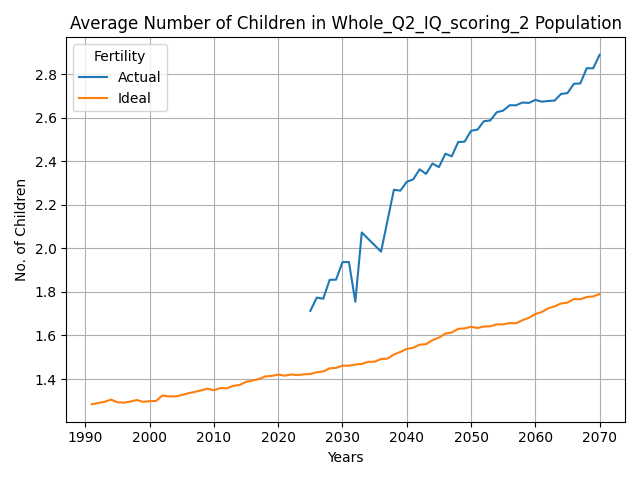 Average Number of Children in Whole_Q2_IQ_scoring_2 Population
Fertility
Actual
Ideal
No. of Children
2.8
2.6
2.4
2.2
2.0
1.8
1.6
1.4
1990 2000 2010 2020 2030 2040 2050 2060 2070
Years